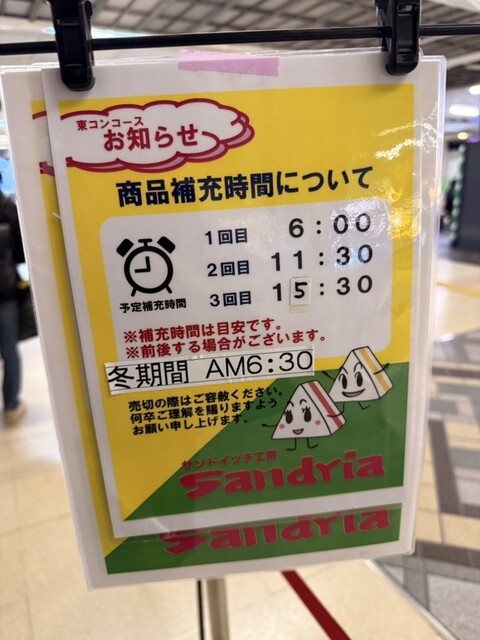 東コンコース
お知らせ
商品補充時間について
1回目 6:00
2回目 11:30
3回目 15:30
予定補充時間
※補充時間は目安です。
※前後する場合がございます。
冬期間 AM6:30
売切の際はご容赦ください。
何卒ご理解を賜りますよう
お願い申し上げます。
サンドイッチ工房
Sandria
Sandria